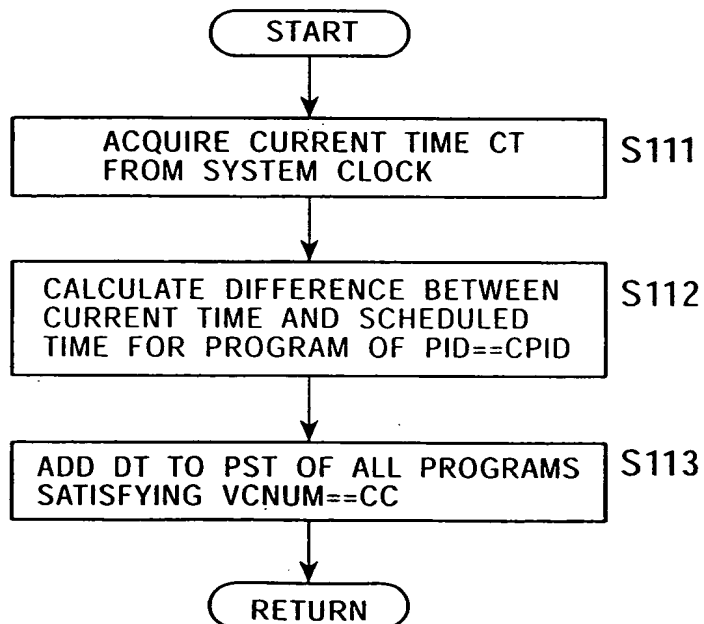 START
ACQUIRE CURRENT TIME CT
FROM SYSTEM CLOCK
S111
CALCULATE DIFFERENCE BETWEEN
CURRENT TIME AND SCHEDULED
TIME FOR PROGRAM OF PID==CPID
S112
ADD DT TO PST OF ALL PROGRAMS
SATISFYING VCNUM==CC
S113
RETURN